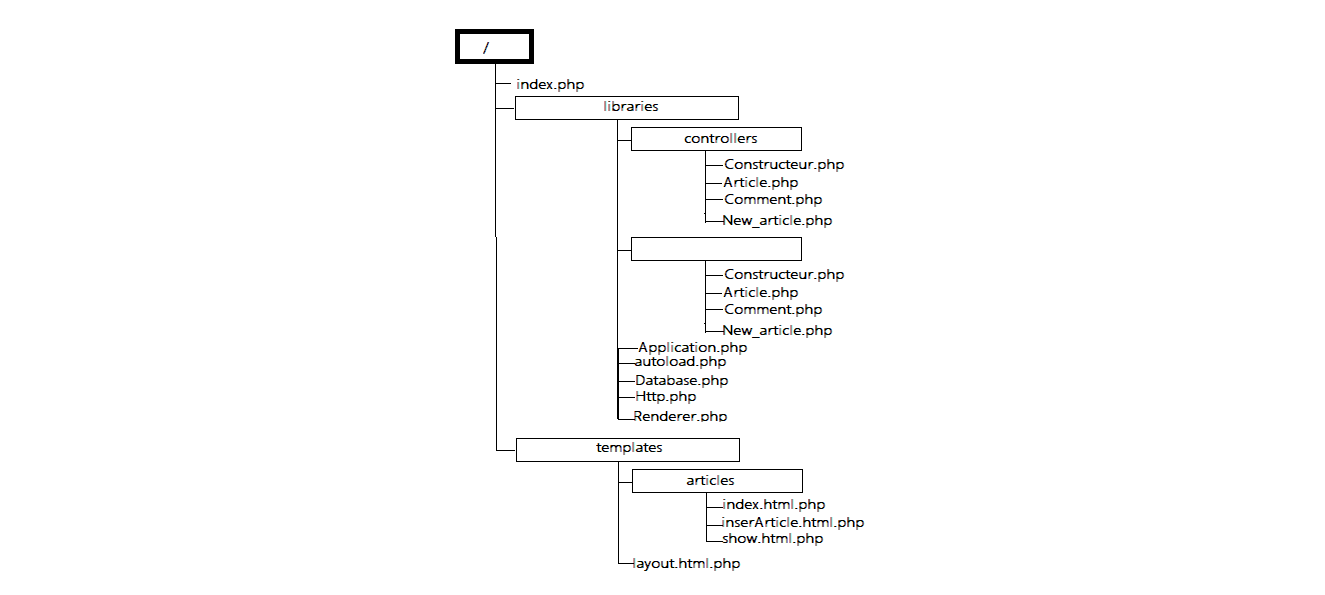 /
index.php
libraries
controllers
Constructeur.php
Article.php
Comment.php
New_article.php
Constructeur.php
Article.php
Comment.php
New_article.php
Application.php
autoload.php
Database.php
Http.php
Renderer.php
templates
articles
index.html.php
inserArticle.html.php
show.html.php
layout.html.php